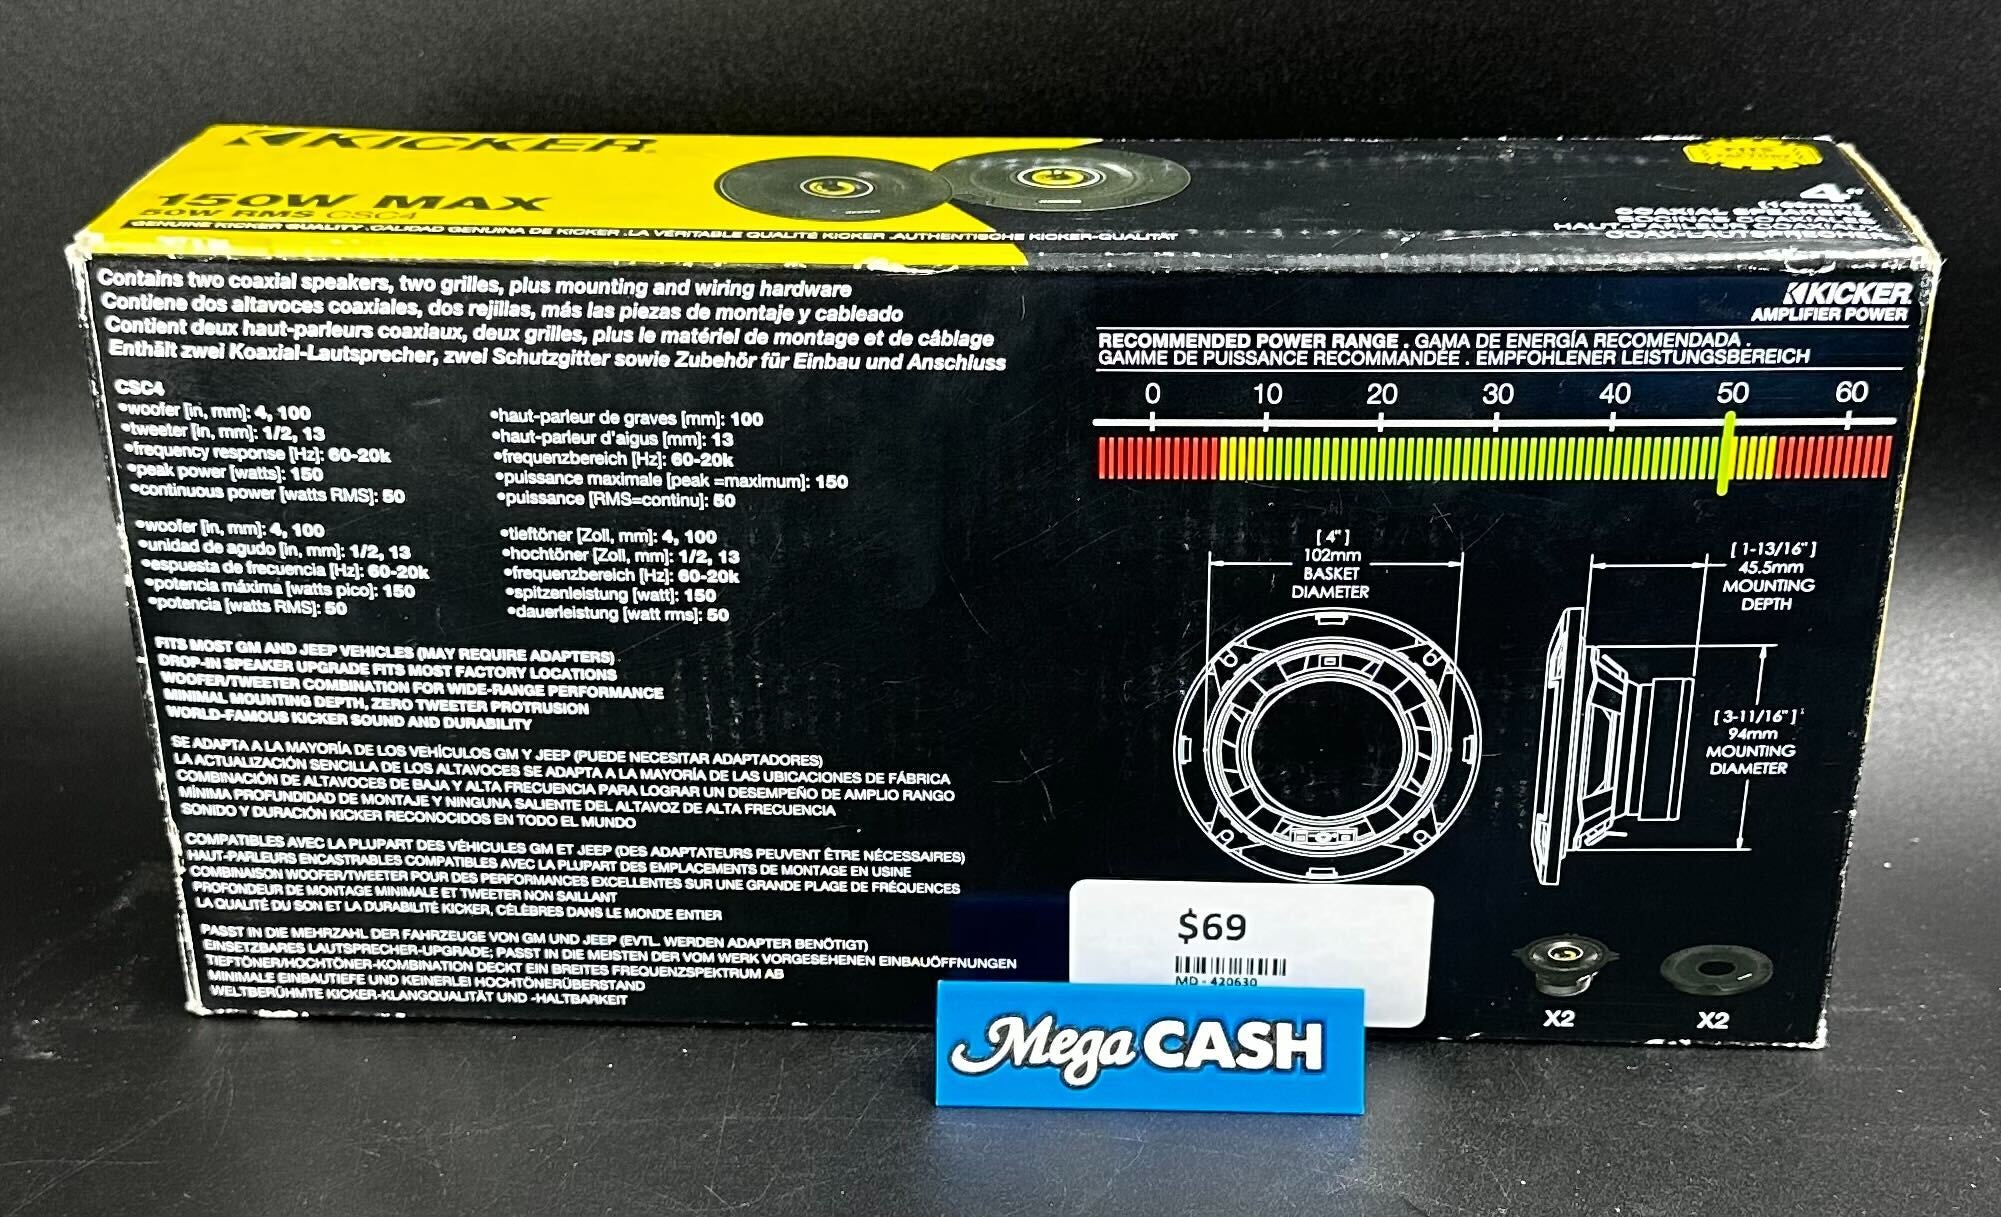 KICKER
150W MAX
50W RMS CSC4
GENUINE KICKER QUALITY . CALIDAD GENUINA DE KICKER . LA VÉRITABLE QUALITÉ KICKER . AUTHENTISCHE KICKER-QUALITÄT
FITS
FACTORY
4"
[100mm]
COAXIAL SPEAKERS
BOCINAS COAXIALES
HAUT-PARLEUR COAXIAUX
COAX-LAUTSPRECHER
Contains two coaxial speakers, two grilles, plus mounting and wiring hardware
Contiene dos altavoces coaxiales, dos rejillas, más las piezas de montaje y cableado
Contient deux haut-parleurs coaxiaux, deux grilles, plus le matériel de montage et de câblage
Enthält zwei Koaxial-Lautsprecher, zwei Schutzgitter sowie Zubehör für Einbau und Anschluss
CSC4
•woofer [in, mm]: 4, 100
•tweeter [in, mm]: 1/2, 13
•frequency response [Hz]: 60-20k
•peak power [watts]: 150
•continuous power [watts RMS]: 50
•haut-parleur de graves [mm]: 100
•haut-parleur d'aigus [mm]: 13
•frequenzbereich [Hz]: 60-20k
•puissance maximale [peak =maximum]: 150
•puissance [RMS=continu]: 50
•woofer [in, mm]: 4, 100
•unidad de agudo [in, mm]: 1/2, 13
•espuesta de frecuencia [Hz]: 60-20k
•potencia máxima [watts pico]: 150
•potencia [watts RMS]: 50
•tieftöner [Zoll, mm]: 4, 100
•hochtöner [Zoll, mm]: 1/2, 13
•frequenzbereich [Hz]: 60-20k
•spitzenleistung [watt]: 150
•dauerleistung [watt rms]: 50
FITS MOST GM AND JEEP VEHICLES (MAY REQUIRE ADAPTERS)
DROP-IN SPEAKER UPGRADE FITS MOST FACTORY LOCATIONS
WOOFER/TWEETER COMBINATION FOR WIDE-RANGE PERFORMANCE
MINIMAL MOUNTING DEPTH, ZERO TWEETER PROTRUSION
WORLD-FAMOUS KICKER SOUND AND DURABILITY
SE ADAPTA A LA MAYORÍA DE LOS VEHÍCULOS GM Y JEEP (PUEDE NECESITAR ADAPTADORES)
LA ACTUALIZACIÓN SENCILLA DE LOS ALTAVOCES SE ADAPTA A LA MAYORÍA DE LAS UBICACIONES DE FÁBRICA
COMBINACIÓN DE ALTAVOCES DE BAJA Y ALTA FRECUENCIA PARA LOGRAR UN DESEMPEÑO DE AMPLIO RANGO
MÍNIMA PROFUNDIDAD DE MONTAJE Y NINGUNA SALIENTE DEL ALTAVOZ DE ALTA FRECUENCIA
SONIDO Y DURACIÓN KICKER RECONOCIDOS EN TODO EL MUNDO
COMPATIBLES AVEC LA PLUPART DES VÉHICULES GM ET JEEP (DES ADAPTATEURS PEUVENT ÊTRE NÉCESSAIRES)
HAUT-PARLEURS ENCASTRABLES COMPATIBLES AVEC LA PLUPART DES EMPLACEMENTS DE MONTAGE EN USINE
COMBINAISON WOOFER/TWEETER POUR DES PERFORMANCES EXCELLENTES SUR UNE GRANDE PLAGE DE FRÉQUENCES
PROFONDEUR DE MONTAGE MINIMALE ET TWEETER NON SAILLANT
LA QUALITÉ DU SON ET LA DURABILITÉ KICKER, CÉLÈBRES DANS LE MONDE ENTIER
PASST IN DIE MEHRZAHL DER FAHRZEUGE VON GM UND JEEP (EVTL. WERDEN ADAPTER BENÖTIGT)
EINSETZBARES LAUTSPRECHER-UPGRADE; PASST IN DIE MEISTEN DER VOM WERK VORGESEHENEN EINBAUÖFFNUNGEN
TIEFTÖNER/HOCHTÖNER-KOMBINATION DECKT EIN BREITES FREQUENZSPEKTRUM AB
MINIMALE EINBAUTIEFE UND KEINERLEI HOCHTÖNERÜBERSTAND
WELTBERÜHMTE KICKER-KLANGQUALITÄT UND -HALTBARKEIT
KICKER
AMPLIFIER POWER
RECOMMENDED POWER RANGE . GAMA DE ENERGÍA RECOMENDADA .
GAMME DE PUISSANCE RECOMMANDÉE . EMPFOHLENER LEISTUNGSBEREICH
0 10 20 30 40 50 60
[ 4" ]
102mm
BASKET
DIAMETER
[ 1-13/16" ]
45.5mm
MOUNTING
DEPTH
[ 3-11/16" ]
94mm
MOUNTING
DIAMETER
X2
X2
$69
MD - 420630
Mega CASH